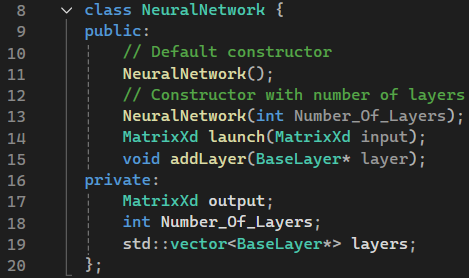 8 class NeuralNetwork {
9 public:
10 // Default constructor
11 NeuralNetwork();
12 // Constructor with number of layers
13 NeuralNetwork(int Number_Of_Layers);
14 MatrixXd launch(MatrixXd input);
15 void addLayer(BaseLayer* layer);
16 private:
17 MatrixXd output;
18 int Number_Of_Layers;
19 std::vector<BaseLayer*> layers;
20 };